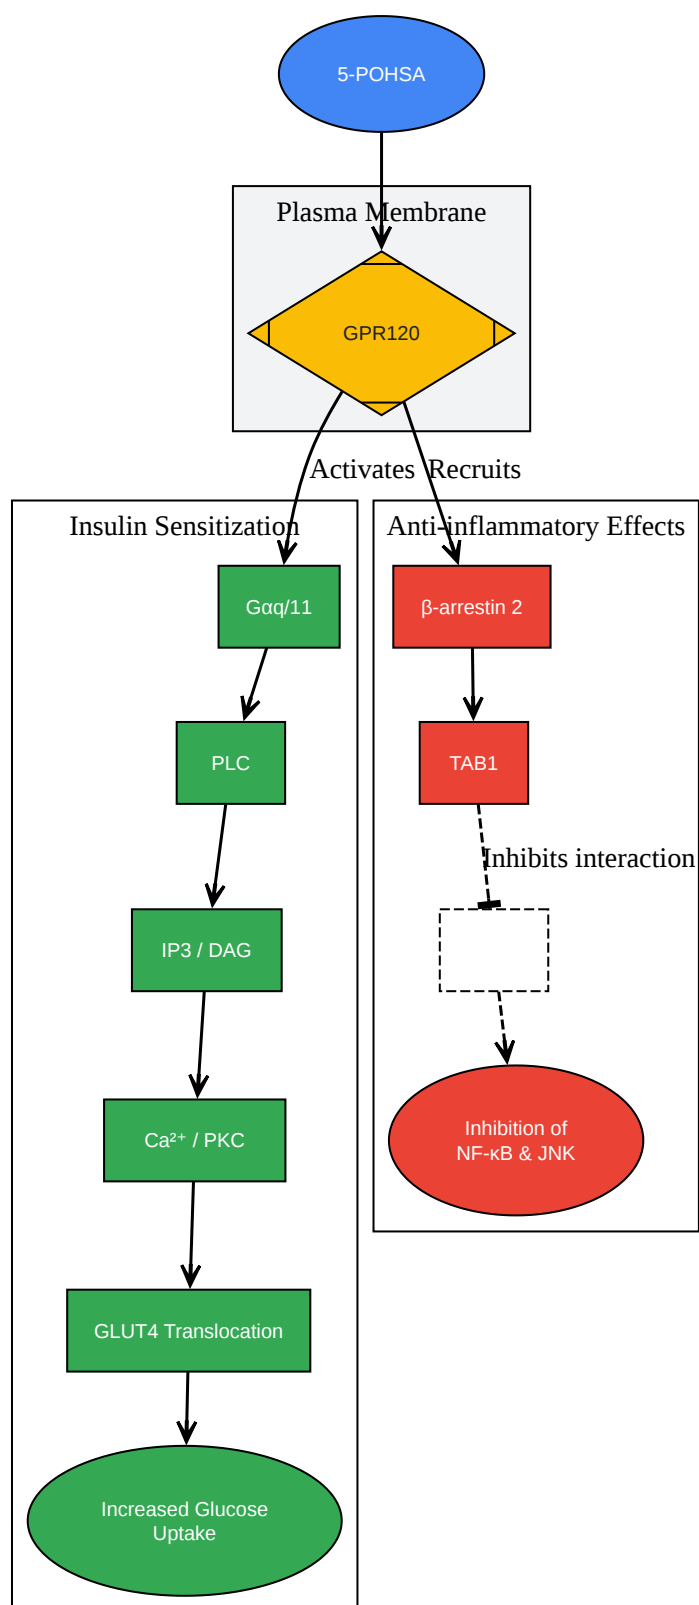 5-POHSA
Plasma Membrane
GPR120
Activates
Recruits
Insulin Sensitization
Anti-inflammatory Effects
Gαq/11
β-arrestin 2
PLC
TAB1
Inhibits interaction
IP3 / DAG
Ca²⁺ / PKC
Inhibition of
NF-κB & JNK
GLUT4 Translocation
Increased Glucose
Uptake